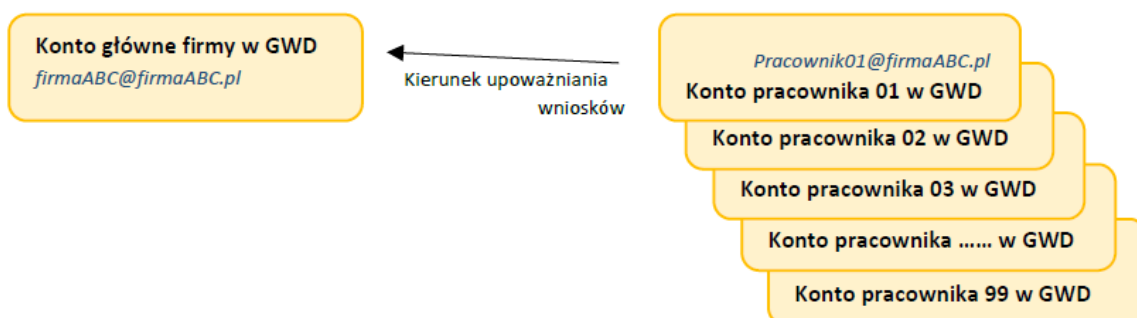 Konto główne firmy w GWD
firmaABC@firmaABC.pl
Kierunek upoważniania
wniosków
Pracownik01@firmaABC.pl
Konto pracownika 01 w GWD
Konto pracownika 02 w GWD
Konto pracownika 03 w GWD
Konto pracownika ...... w GWD
Konto pracownika 99 w GWD